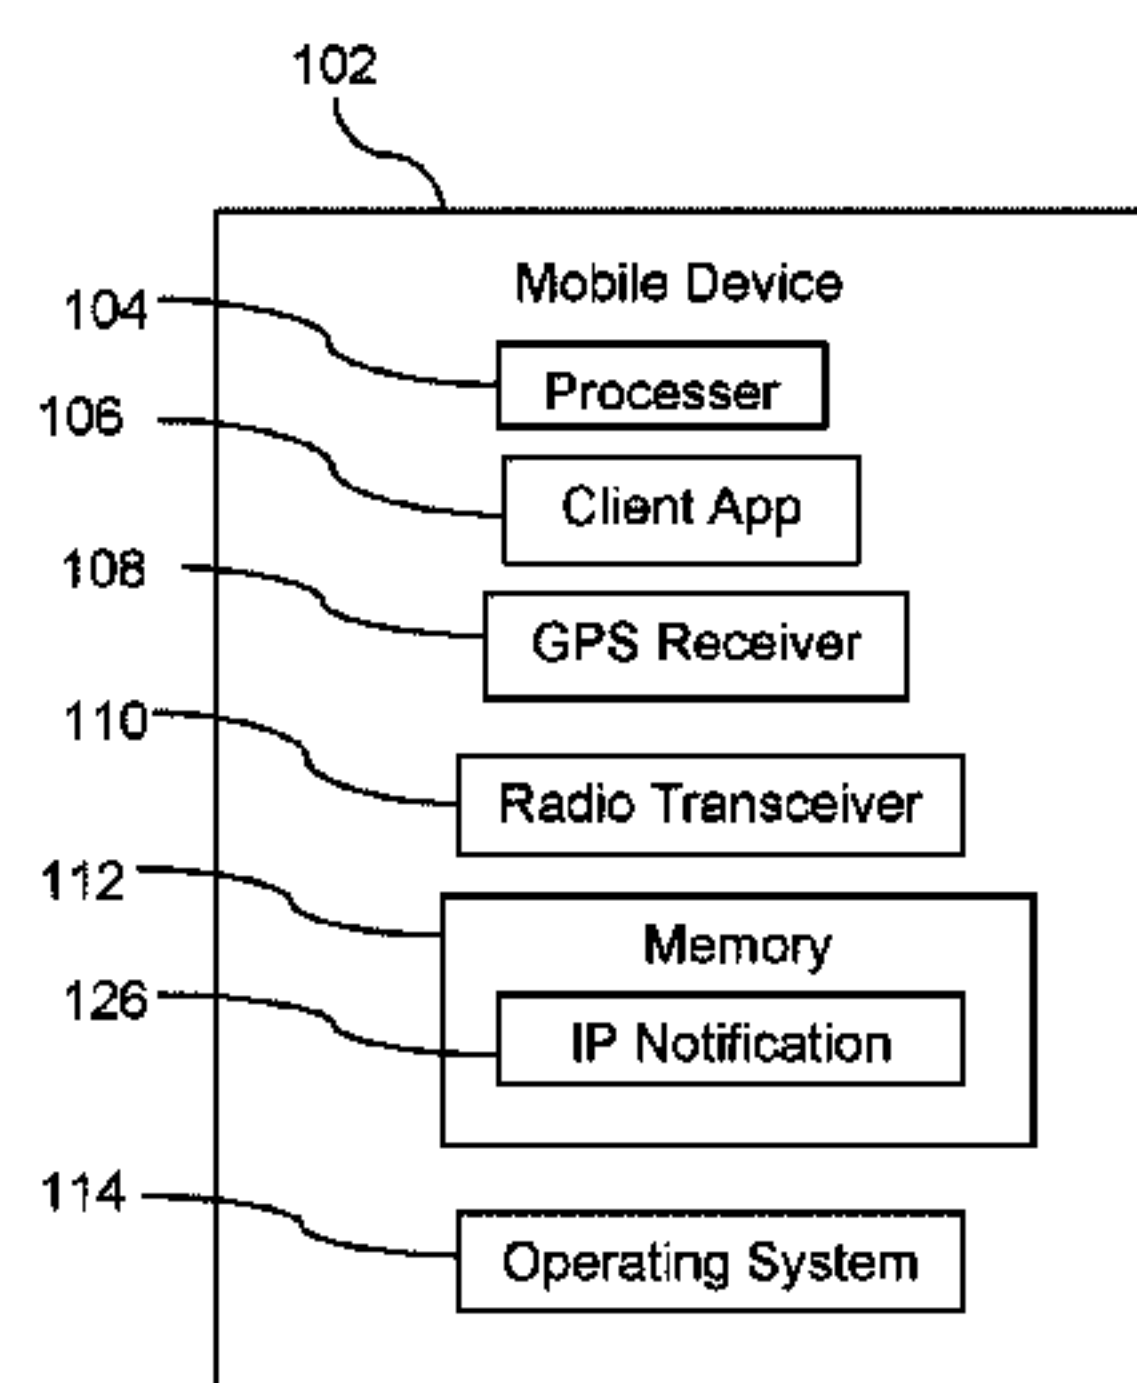 102
Mobile Device
104
Processer
106
Client App
108
GPS Receiver
110
Radio Transceiver
112
Memory
126
IP Notification
114
Operating System